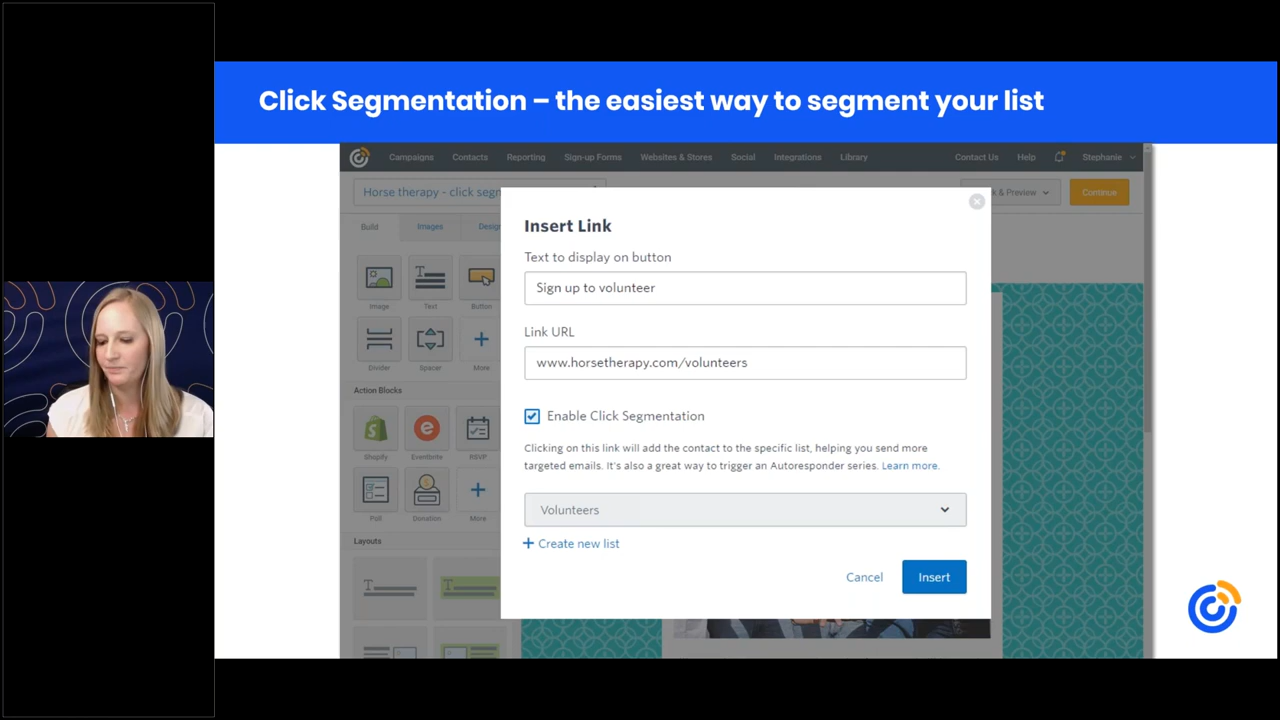 Click Segmentation – the easiest way to segment your list
Campaigns Contacts Reporting Sign-up Forms Websites & Stores Social Integrations Library Contact Us Help Stephanie
Horse therapy - click segm
& Preview
Continue
Build Images Desig
Insert Link
Text to display on button
Sign up to volunteer
Image Text Button
Link URL
www.horsetherapy.com/volunteers
Divider Spacer More
Action Blocks
Enable Click Segmentation
Clicking on this link will add the contact to the specific list, helping you send more
targeted emails. It's also a great way to trigger an Autoresponder series. Learn more.
Shopify Eventbrite RSVP
Volunteers
Poll Donation More
+ Create new list
Layouts
Cancel Insert